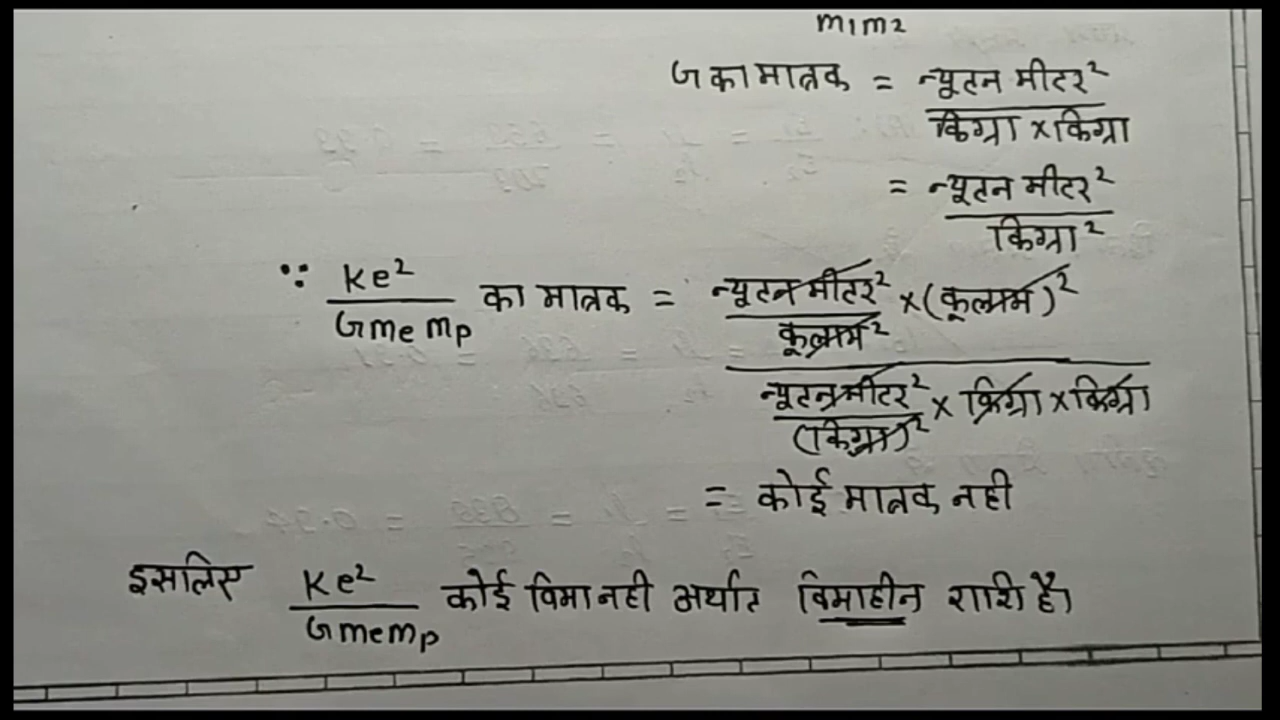 m1m2
G का मात्रक = न्यूटन मीटर²
किग्रा × किग्रा
= न्यूटन मीटर²
किग्रा²
∵ Ke² / Gmemp का मात्रक = न्यूटन मीटर² / कूलाम² × (कूलाम)²
न्यूटन मीटर² / (किग्रा)² × किग्रा × किग्रा
= कोई मात्रक नही
इसलिए Ke² / Gmemp कोई विमा नही अर्थात विमाहीन राशि है।